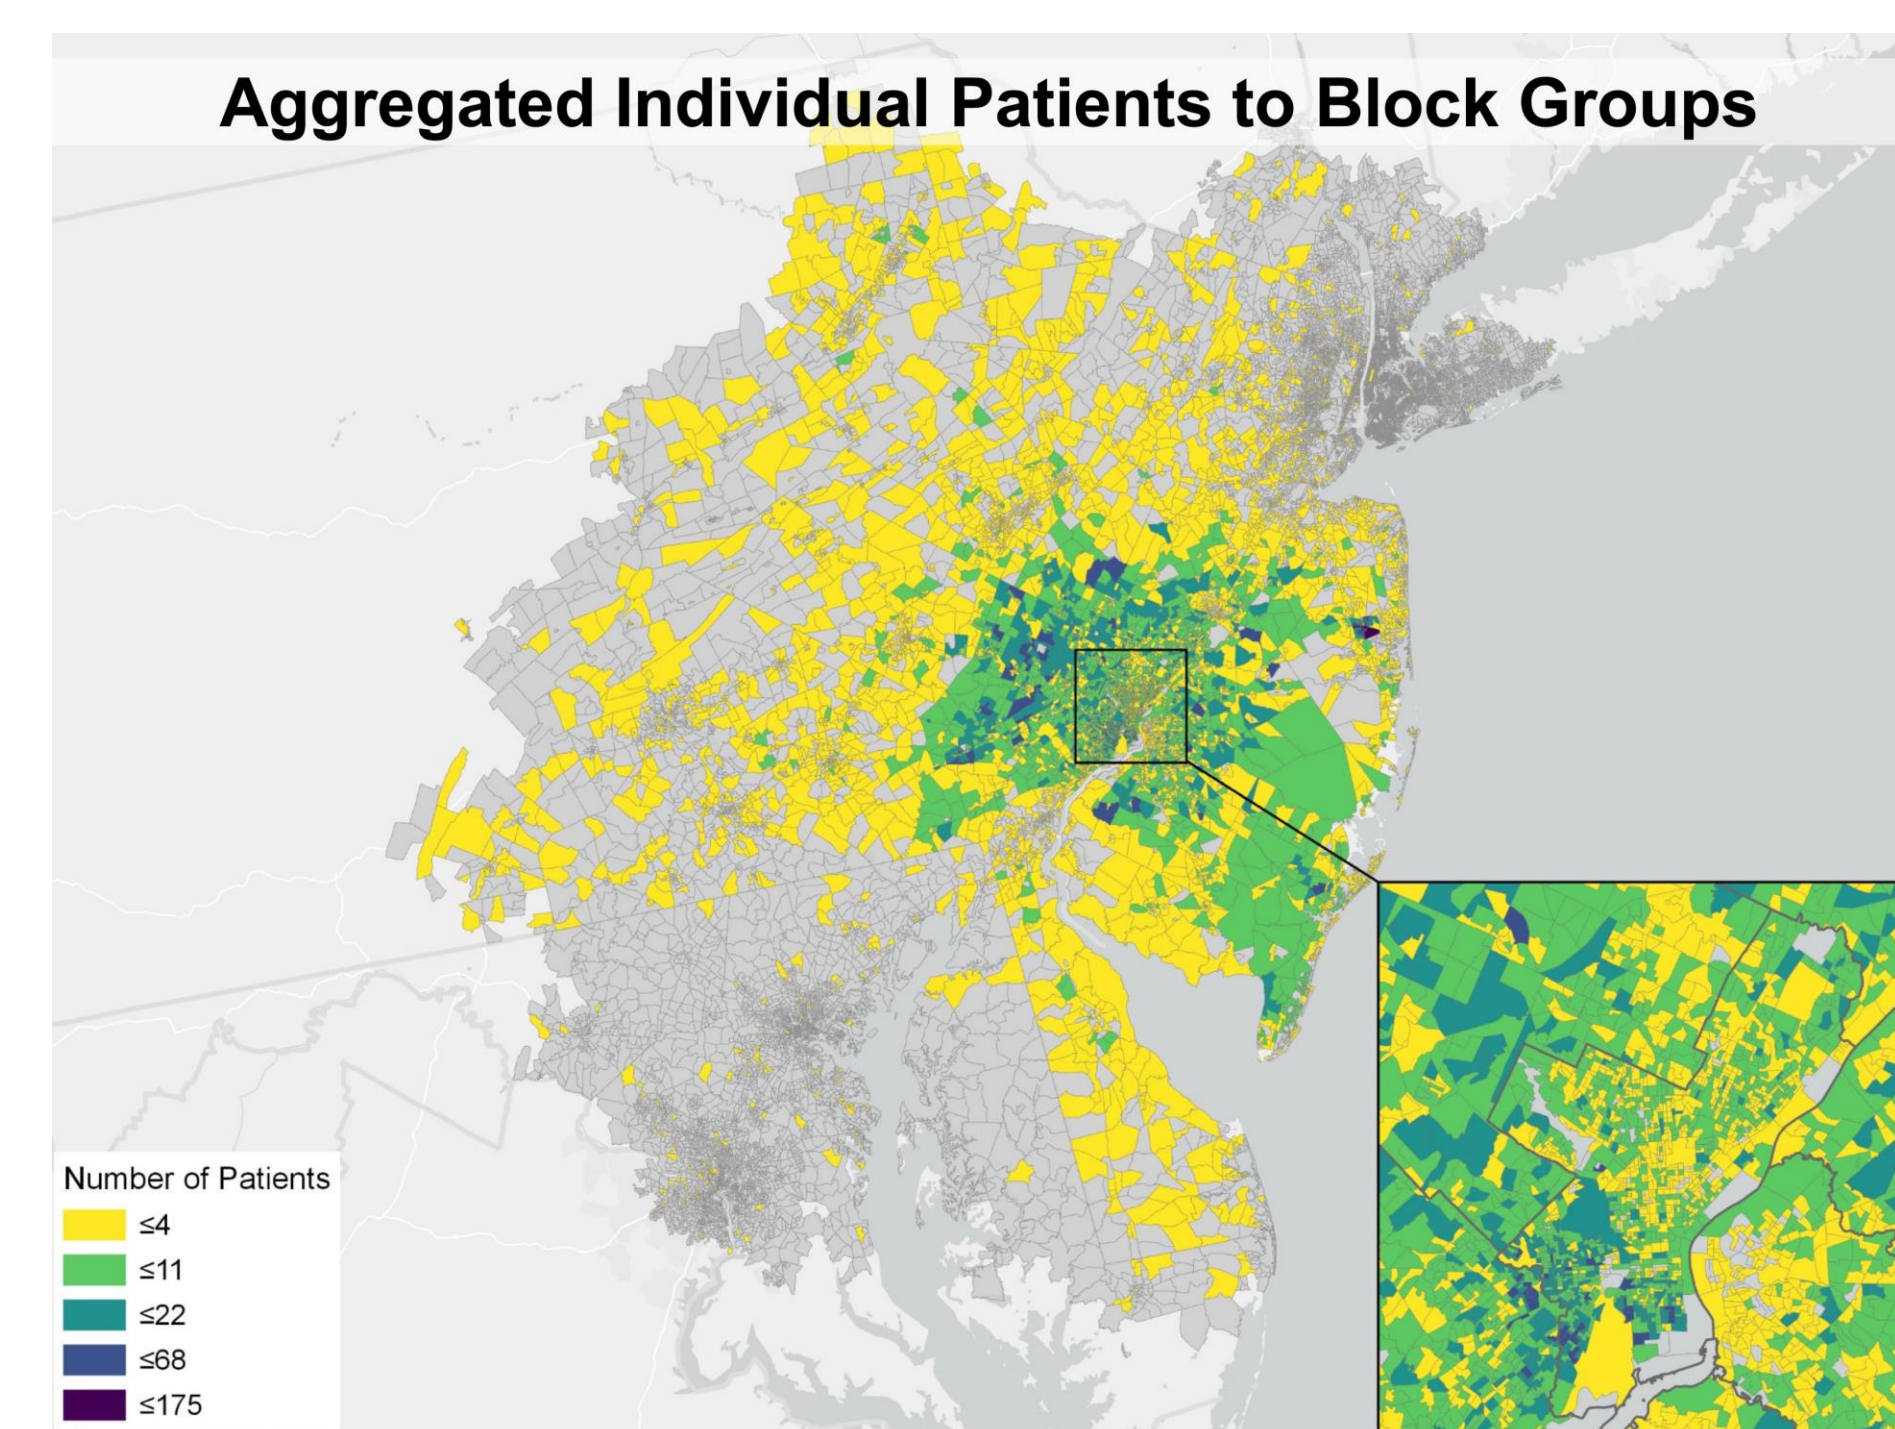 Aggregated Individual Patients to Block Groups
Number of Patients
≤4
≤11
≤22
≤68
≤175